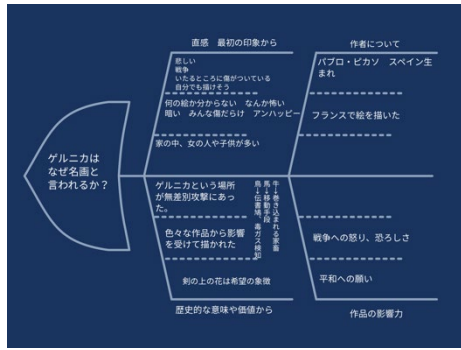 直感　最初の印象から
悲しい
戦争
いたるところに傷がついている
自分でも描けそう
何の絵か分からない　なんか怖い
暗い　みんな傷だらけ　アンハッピー
家の中、女の人や子供が多い
作者について
パブロ・ピカソ　スペイン生
まれ
フランスで絵を描いた
ゲルニカは
なぜ名画と
言われるか？
ゲルニカという場所
が無差別攻撃にあっ
た。
色々な作品から影響
を受けて描かれた
剣の上の花は希望の象徴
牛→巻き込まれる家畜
馬→移動手段
鳥→伝書鳩。毒ガス検知
歴史的な意味や価値から
戦争への怒り、恐ろしさ
平和への願い
作品の影響力